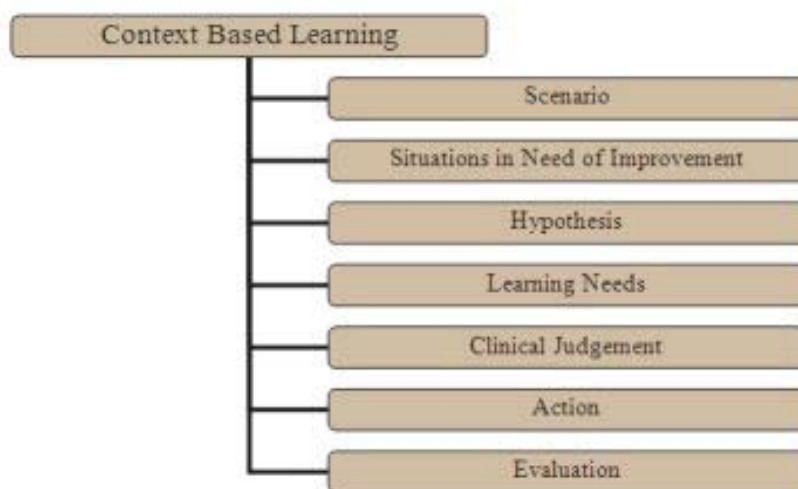 Context Based Learning
Scenario
Situations in Need of Improvement
Hypothesis
Learning Needs
Clinical Judgement
Action
Evaluation